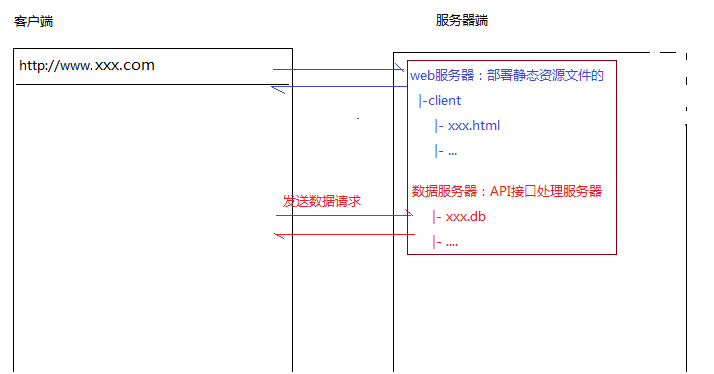 客户端
服务器端
http://www.xxx.com
web服务器：部署静态资源文件的
|-client
|- xxx.html
|- ...
数据服务器：API接口处理服务器
发送数据请求
|- xxx.db
|- ....